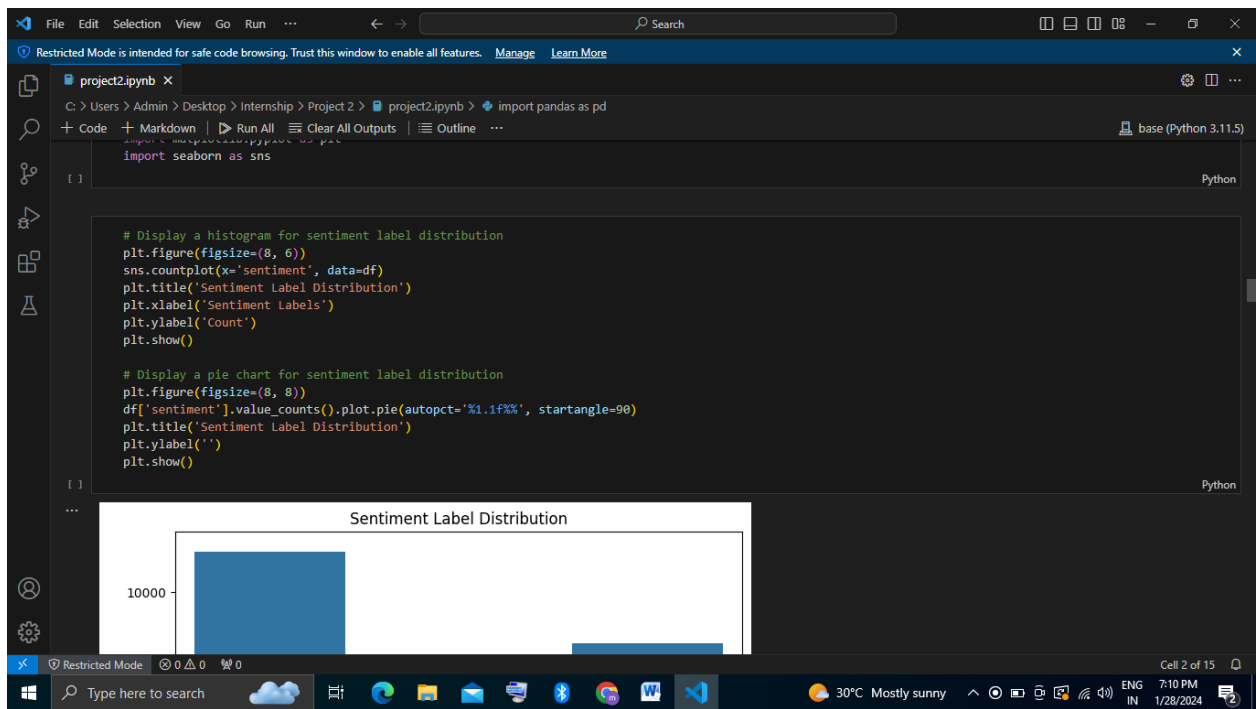 File Edit Selection View Go Run ··· Search
Restricted Mode is intended for safe code browsing. Trust this window to enable all features. Manage Learn More
project2.ipynb
C: > Users > Admin > Desktop > Internship > Project 2 > project2.ipynb > import pandas as pd
+ Code + Markdown | Run All Clear All Outputs | Outline ··· base (Python 3.11.5)
import matplotlib.pyplot as plt
import seaborn as sns
[ ] Python
# Display a histogram for sentiment label distribution
plt.figure(figsize=(8, 6))
sns.countplot(x='sentiment', data=df)
plt.title('Sentiment Label Distribution')
plt.xlabel('Sentiment Labels')
plt.ylabel('Count')
plt.show()
# Display a pie chart for sentiment label distribution
plt.figure(figsize=(8, 8))
df['sentiment'].value_counts().plot.pie(autopct='%1.1f%%', startangle=90)
plt.title('Sentiment Label Distribution')
plt.ylabel('')
plt.show()
[ ] Python
···
Sentiment Label Distribution
10000
Restricted Mode 0 0 0 Cell 2 of 15
Type here to search 30°C Mostly sunny ENG 7:10 PM
IN 1/28/2024 2